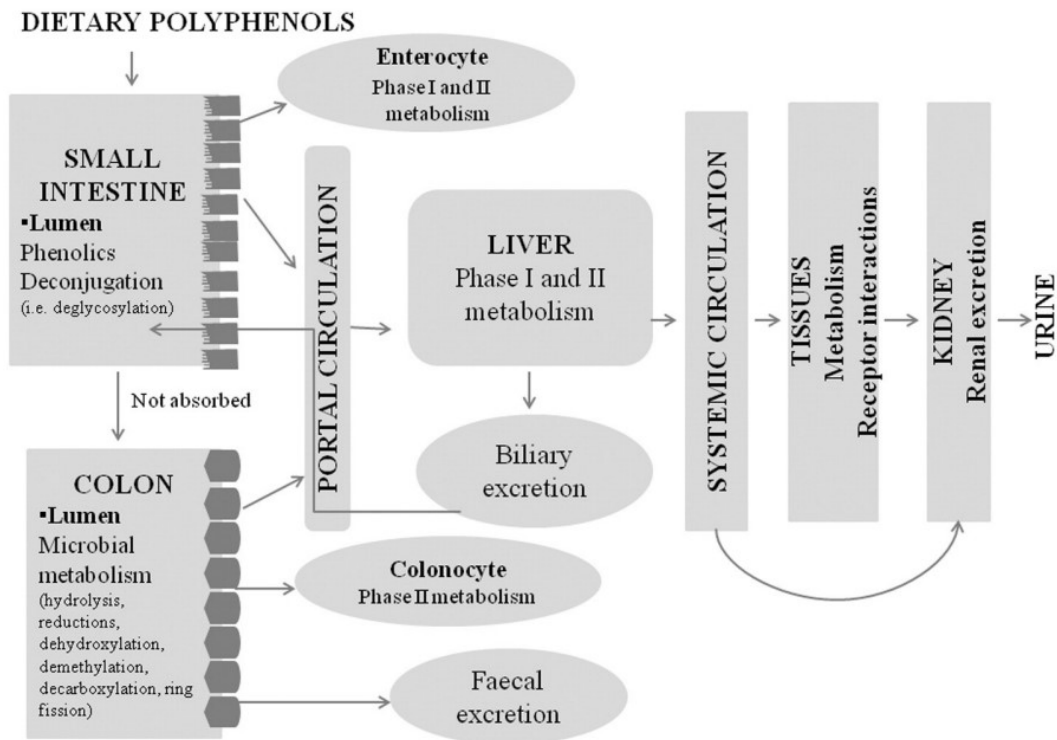 DIETARY POLYPHENOLS
Enterocyte
Phase I and II
metabolism
SMALL
INTESTINE
▪Lumen
Phenolics
Deconjugation
(i.e. deglycosylation)
Not absorbed
COLON
▪Lumen
Microbial
metabolism
(hydrolysis,
reductions,
dehydroxylation,
demethylation,
decarboxylation, ring
fission)
PORTAL CIRCULATION
LIVER
Phase I and II
metabolism
Biliary
excretion
Colonocyte
Phase II metabolism
Faecal
excretion
SYSTEMIC CIRCULATION
TISSUES
Metabolism
Receptor interactions
KIDNEY
Renal excretion
URINE